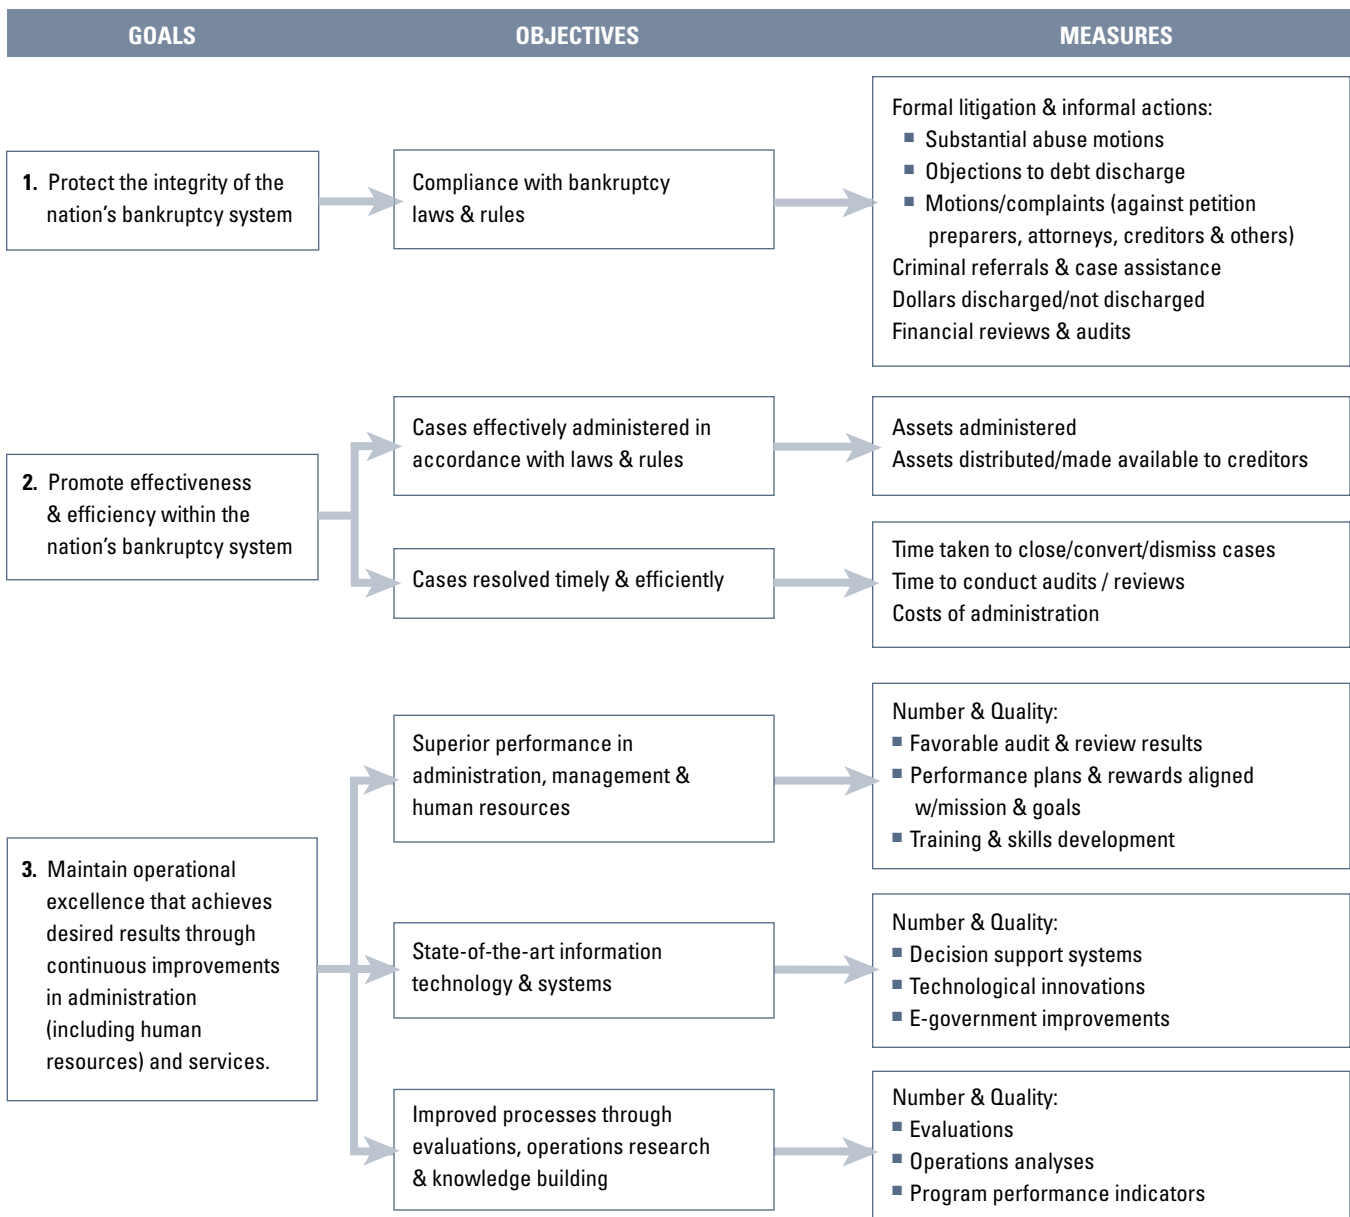 GOALS
OBJECTIVES
MEASURES
1. Protect the integrity of the
nation's bankruptcy system
Compliance with bankruptcy
laws & rules
Formal litigation & informal actions:
■ Substantial abuse motions
■ Objections to debt discharge
■ Motions/complaints (against petition
preparers, attorneys, creditors & others)
Criminal referrals & case assistance
Dollars discharged/not discharged
Financial reviews & audits
2. Promote effectiveness
& efficiency within the
nation's bankruptcy system
Cases effectively administered in
accordance with laws & rules
Assets administered
Assets distributed/made available to creditors
Cases resolved timely & efficiently
Time taken to close/convert/dismiss cases
Time to conduct audits / reviews
Costs of administration
3. Maintain operational
excellence that achieves
desired results through
continuous improvements
in administration
(including human
resources) and services.
Superior performance in
administration, management &
human resources
Number & Quality:
■ Favorable audit & review results
■ Performance plans & rewards aligned
w/mission & goals
■ Training & skills development
State-of-the-art information
technology & systems
Number & Quality:
■ Decision support systems
■ Technological innovations
■ E-government improvements
Improved processes through
evaluations, operations research
& knowledge building
Number & Quality:
■ Evaluations
■ Operations analyses
■ Program performance indicators